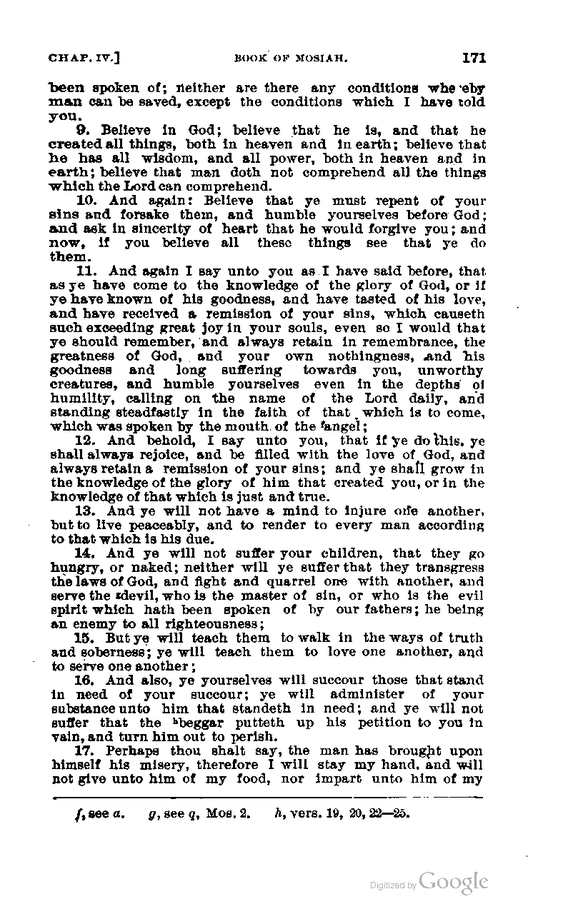 CHAP. IV.] BOOK OF MOSIAH. 171
been spoken of; neither are there any conditions whereby
man can be saved, except the conditions which I have told
you.
9. Believe in God; believe that he is, and that he
created all things, both in heaven and in earth; believe that
he has all wisdom, and all power, both in heaven and in
earth; believe that man doth not comprehend all the things
which the Lord can comprehend.
10. And again: Believe that ye must repent of your
sins and forsake them, and humble yourselves before God;
and ask in sincerity of heart that he would forgive you; and
now, if you believe all these things see that ye do
them.
11. And again I say unto you as I have said before, that
as ye have come to the knowledge of the glory of God, or if
ye have known of his goodness, and have tasted of his love,
and have received a remission of your sins, which causeth
such exceeding great joy in your souls, even so I would that
ye should remember, and always retain in remembrance, the
greatness of God, and your own nothingness, and his
goodness and long suffering towards you, unworthy
creatures, and humble yourselves even in the depths of
humility, calling on the name of the Lord daily, and
standing steadfastly in the faith of that which is to come,
which was spoken by the mouth of the fangel;
12. And behold, I say unto you, that if ye do this, ye
shall always rejoice, and be filled with the love of God, and
always retain a remission of your sins; and ye shall grow in
the knowledge of the glory of him that created you, or in the
knowledge of that which is just and true.
13. And ye will not have a mind to injure one another,
but to live peaceably, and to render to every man according
to that which is his due.
14. And ye will not suffer your children, that they go
hungry, or naked; neither will ye suffer that they transgress
the laws of God, and fight and quarrel one with another, and
serve the gdevil, who is the master of sin, or who is the evil
spirit which hath been spoken of by our fathers; he being
an enemy to all righteousness;
15. But ye will teach them to walk in the ways of truth
and soberness; ye will teach them to love one another, and
to serve one another;
16. And also, ye yourselves will succour those that stand
in need of your succour; ye will administer of your
substance unto him that standeth in need; and ye will not
suffer that the hbeggar putteth up his petition to you in
vain, and turn him out to perish.
17. Perhaps thou shalt say, the man has brought upon
himself his misery, therefore I will stay my hand, and will
not give unto him of my food, nor impart unto him of my
f, see a. g, see q, Mos. 2. h, vers. 19, 20, 22—25.
Digitized by Google